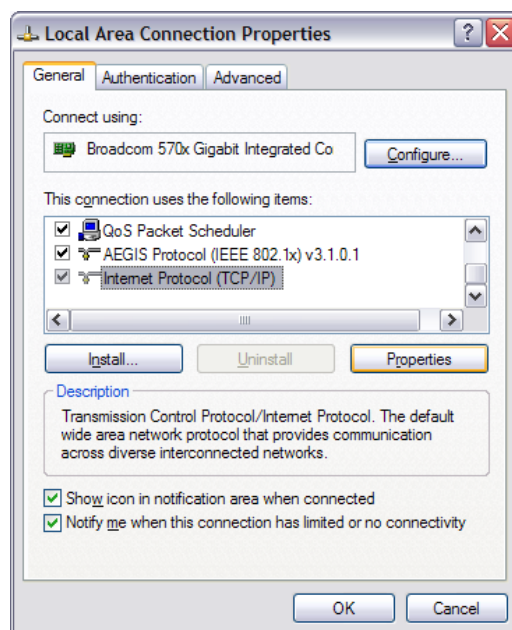 Local Area Connection Properties
General Authentication Advanced
Connect using:
Broadcom 570x Gigabit Integrated Co
Configure...
This connection uses the following items:
QoS Packet Scheduler
AEGIS Protocol (IEEE 802.1x) v3.1.0.1
Internet Protocol (TCP/IP)
Install... Uninstall Properties
Description
Transmission Control Protocol/Internet Protocol. The default
wide area network protocol that provides communication
across diverse interconnected networks.
Show icon in notification area when connected
Notify me when this connection has limited or no connectivity
OK Cancel